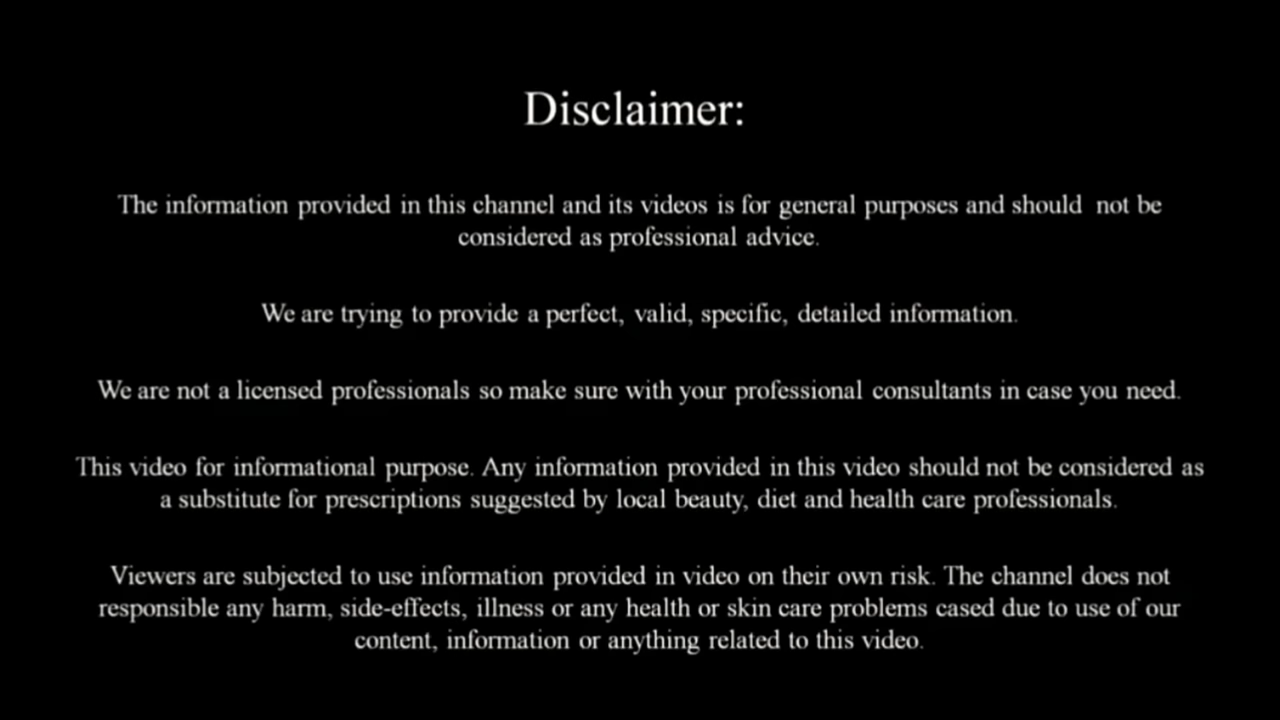 Disclaimer:
The information provided in this channel and its videos is for general purposes and should not be
considered as professional advice.
We are trying to provide a perfect, valid, specific, detailed information.
We are not a licensed professionals so make sure with your professional consultants in case you need.
This video for informational purpose. Any information provided in this video should not be considered as
a substitute for prescriptions suggested by local beauty, diet and health care professionals.
Viewers are subjected to use information provided in video on their own risk. The channel does not
responsible any harm, side-effects, illness or any health or skin care problems cased due to use of our
content, information or anything related to this video.